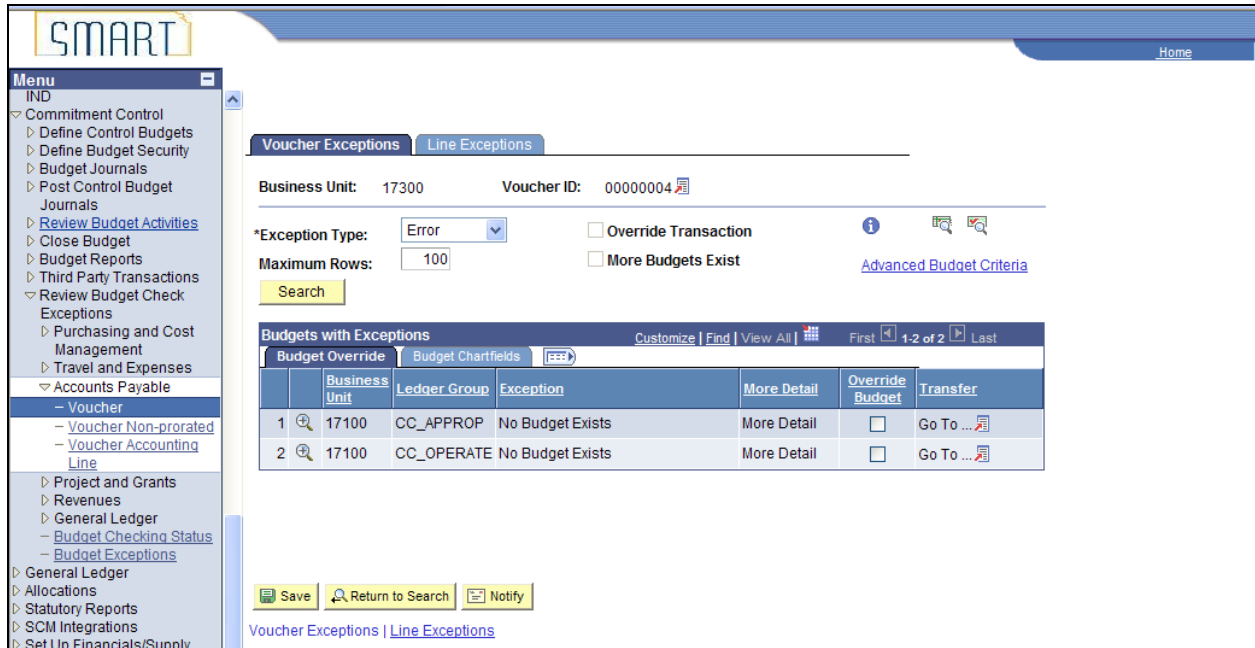 SMART
Home
Menu
IND
Commitment Control
Define Control Budgets
Define Budget Security
Budget Journals
Post Control Budget
Journals
Review Budget Activities
Close Budget
Budget Reports
Third Party Transactions
Review Budget Check
Exceptions
Purchasing and Cost
Management
Travel and Expenses
Accounts Payable
– Voucher
– Voucher Non-prorated
– Voucher Accounting
Line
Project and Grants
Revenues
General Ledger
– Budget Checking Status
– Budget Exceptions
General Ledger
Allocations
Statutory Reports
SCM Integrations
Set Up Financials/Supply
Voucher Exceptions Line Exceptions
Business Unit: 17300 Voucher ID: 00000004
*Exception Type: Error Override Transaction
Maximum Rows: 100 More Budgets Exist Advanced Budget Criteria
Search
Budgets with Exceptions Customize | Find | View All | First 1-2 of 2 Last
Budget Override Budget Chartfields
Business Unit Ledger Group Exception More Detail Override Budget Transfer
1 17100 CC_APPROP No Budget Exists More Detail Go To ...
2 17100 CC_OPERATE No Budget Exists More Detail Go To ...
Save Return to Search Notify
Voucher Exceptions | Line Exceptions